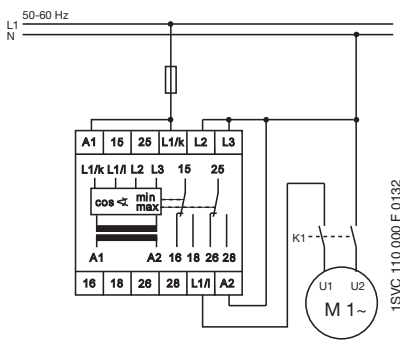 50-60 Hz
L1
N
A1 15 25 L1/k L2 L3
L1/k L1/l L2 L3 15 25
cos ∢ min
max
A1 A2 16 18 26 28
16 18 26 28 L1/l A2
K1
U1 U2
M 1~
1SVC 110 000 F 0132